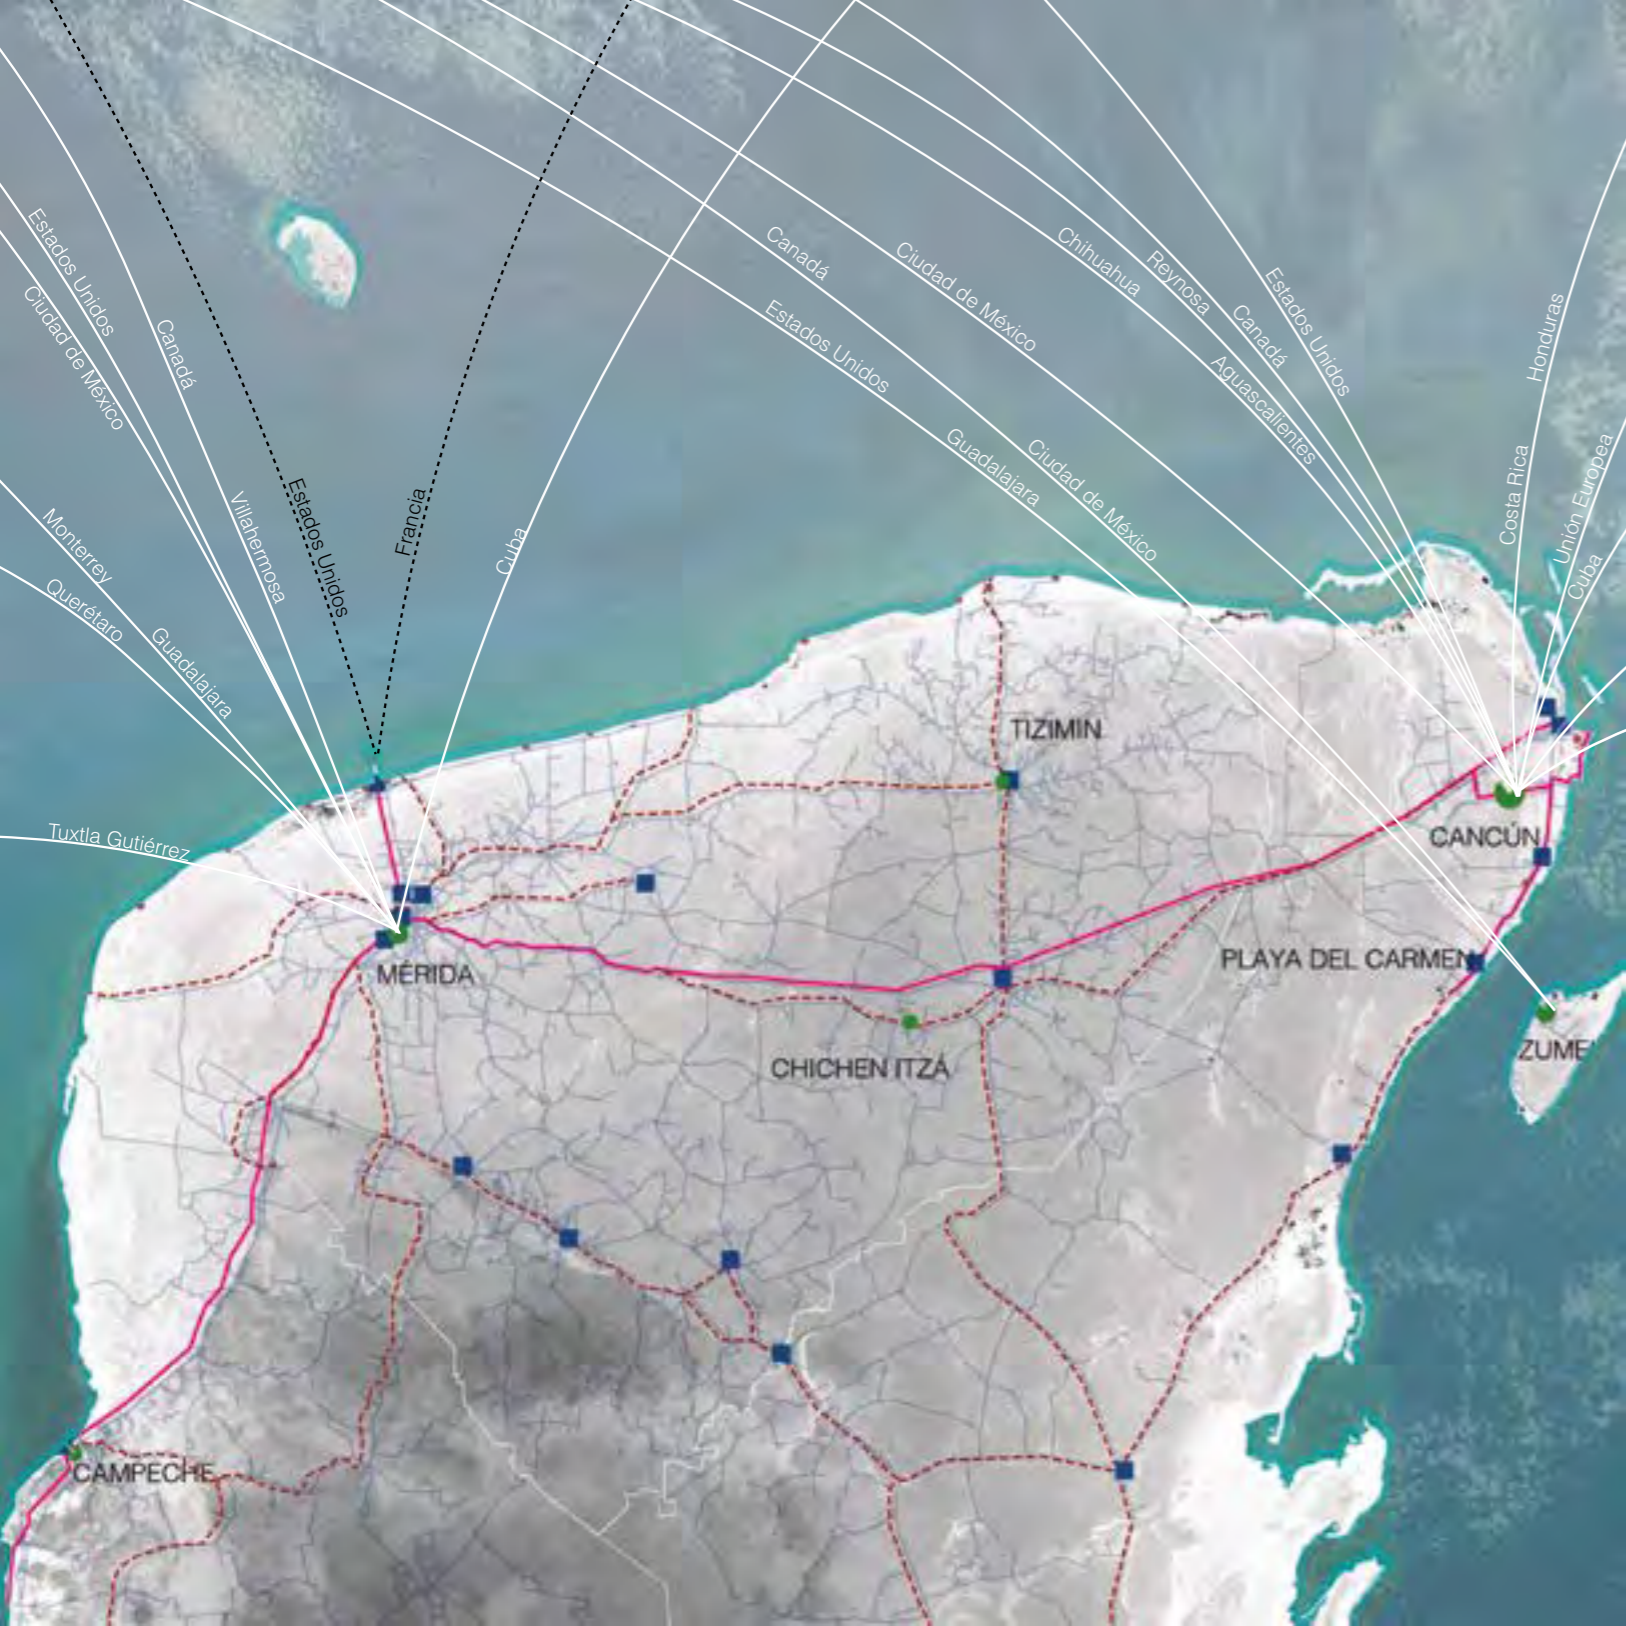 Estados Unidos
Ciudad de México
Canadá
Villahermosa
Estados Unidos
Francia
Cuba
Monterrey
Querétaro
Guadalajara
Tuxtla Gutiérrez
Canadá
Ciudad de México
Estados Unidos
Chihuahua
Reynosa
Canadá
Estados Unidos
Aguascalientes
Guadalajara
Ciudad de México
Honduras
Costa Rica
Unión Europea
Cuba
TIZIMIN
CANCÚN
PLAYA DEL CARMEN
MÉRIDA
CHICHEN ITZÁ
ZUME
CAMPECHE